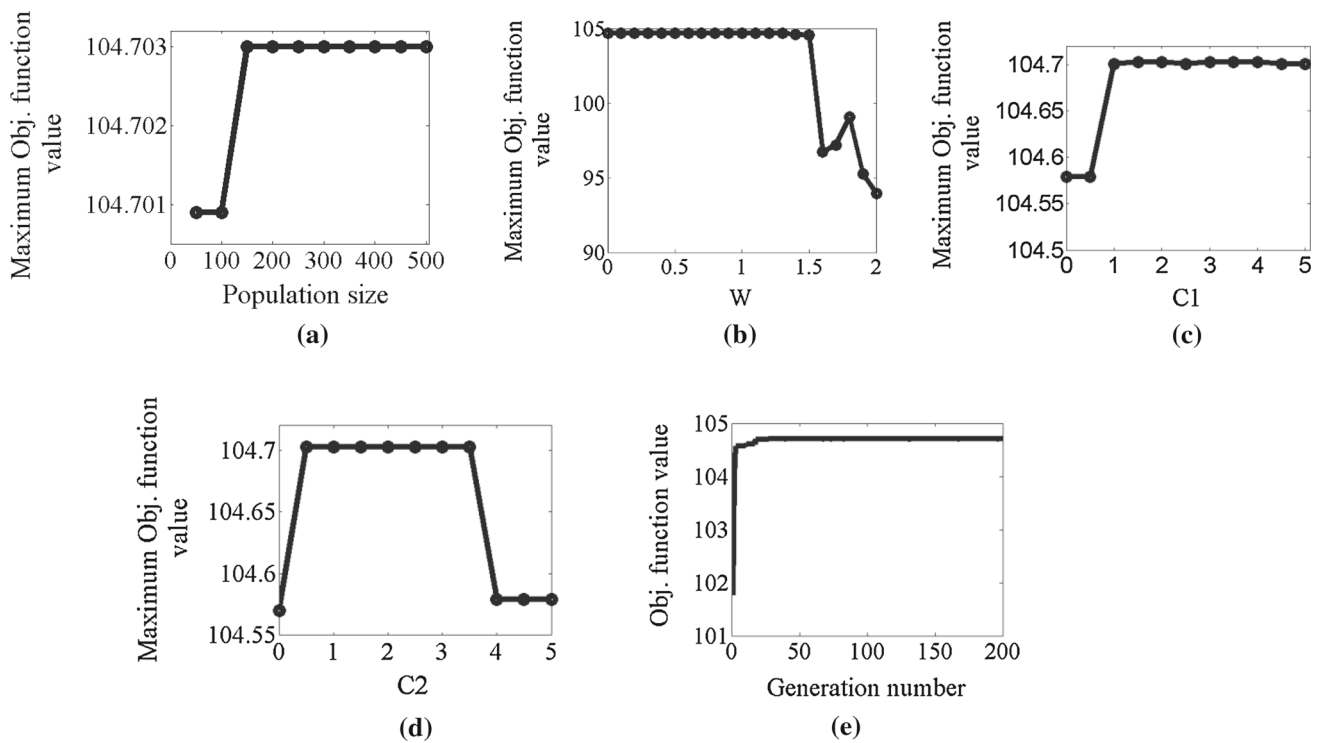 Maximum Obj. function
value
104.703
104.702
104.701
0 100 200 300 400 500
Population size
(a)
Maximum Obj. function
value
105
100
95
90
0 0.5 1 1.5 2
W
(b)
Maximum Obj. function
value
104.7
104.65
104.6
104.55
104.5
0 1 2 3 4 5
C1
(c)
Maximum Obj. function
value
104.7
104.65
104.6
104.55
0 1 2 3 4 5
C2
(d)
Obj. function value
105
104
103
102
101
0 50 100 150 200
Generation number
(e)